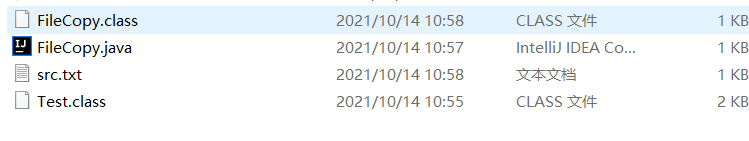 FileCopy.class 2021/10/14 10:58 CLASS 文件 1 KB
FileCopy.java 2021/10/14 10:57 IntelliJ IDEA Co... 1 KB
src.txt 2021/10/14 10:58 文本文档 1 KB
Test.class 2021/10/14 10:55 CLASS 文件 2 KB